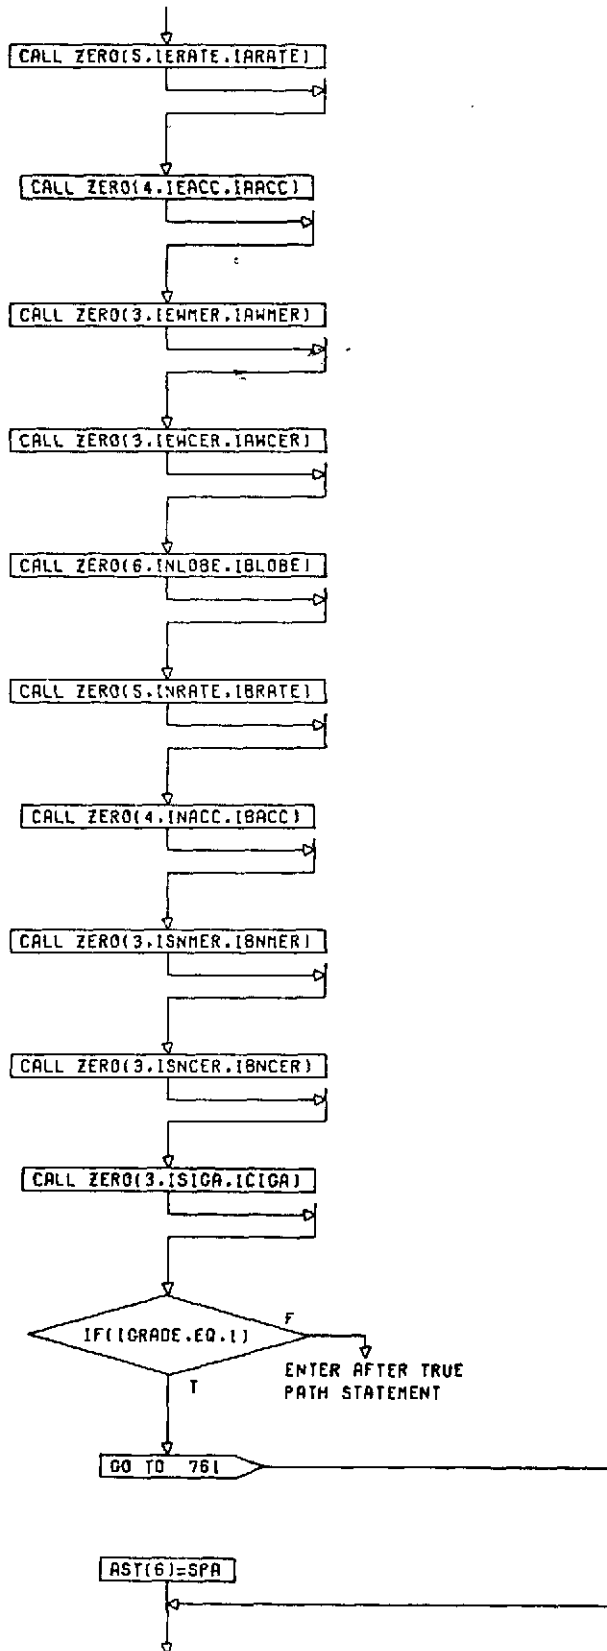 CALL ZERO(5.IERATE.IARATE)
CALL ZERO(4.IEACC.IAACC)
CALL ZERO(3.IEWMER.IAWMER)
CALL ZERO(3.IEWCER.IAWCER)
CALL ZERO(6.INLOBE.IBLOBE)
CALL ZERO(5.INRATE.IBRATE)
CALL ZERO(4.INACC.IBACC)
CALL ZERO(3.ISNMER.IBNMER)
CALL ZERO(3.ISNCER.IBNCER)
CALL ZERO(3.ISIGA.ICIGA)
IF(IGRADE.EQ.1)
F
ENTER AFTER TRUE
PATH STATEMENT
T
GO TO 761
AST(6)=SPA